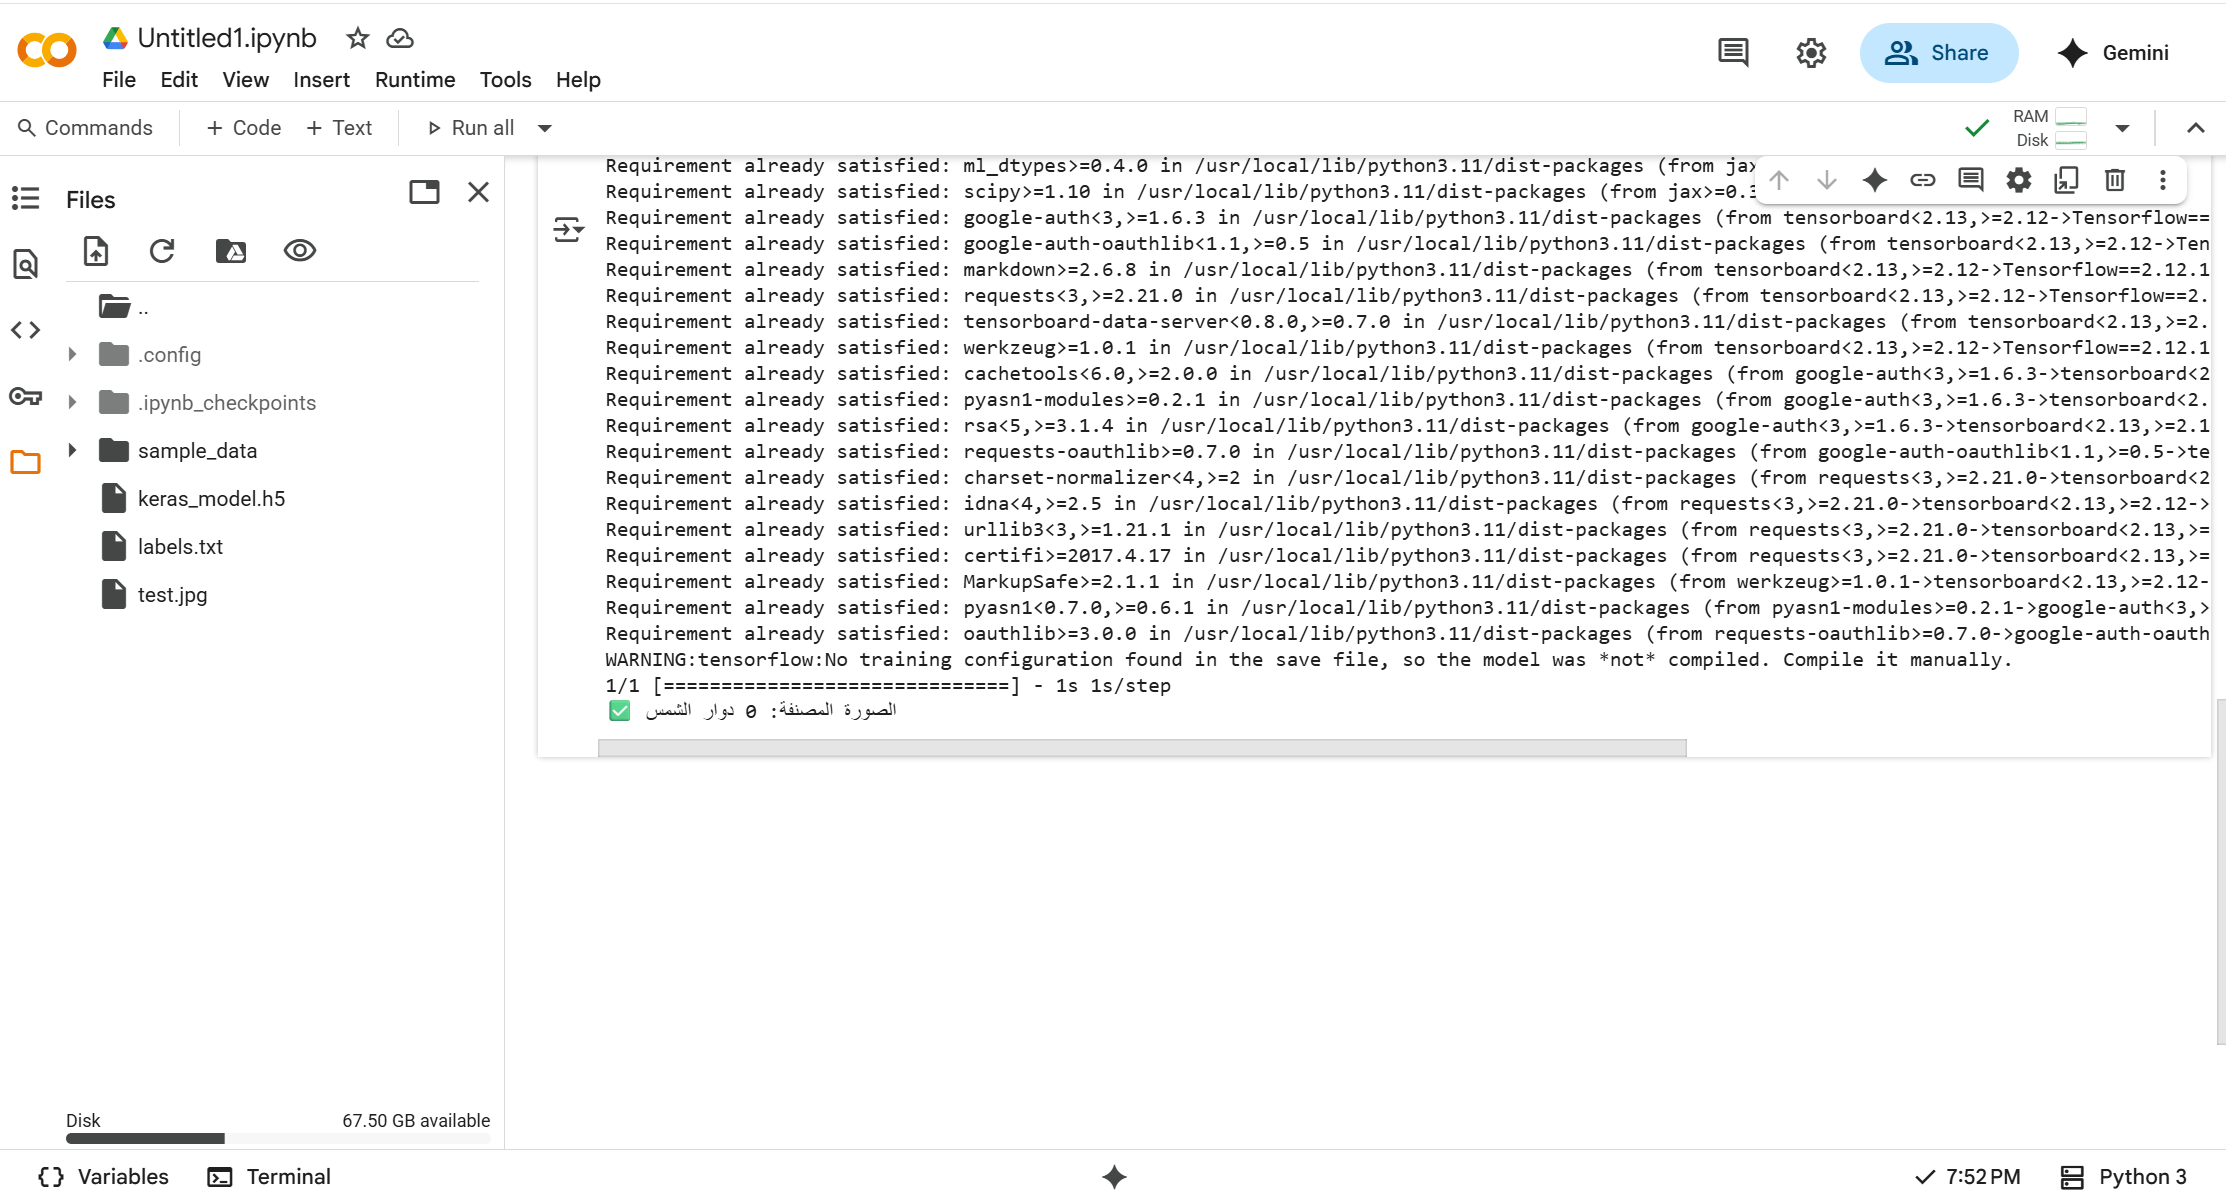 Untitled1.ipynb
File Edit View Insert Runtime Tools Help
Share
Gemini
Commands
+ Code + Text
Run all
RAM
Disk
Files
..
.config
.ipynb_checkpoints
sample_data
keras_model.h5
labels.txt
test.jpg
Disk 67.50 GB available
Requirement already satisfied: ml_dtypes>=0.4.0 in /usr/local/lib/python3.11/dist-packages (from jax
Requirement already satisfied: scipy>=1.10 in /usr/local/lib/python3.11/dist-packages (from jax>=0.3
Requirement already satisfied: google-auth<3,>=1.6.3 in /usr/local/lib/python3.11/dist-packages (from tensorboard<2.13,>=2.12->Tensorflow==
Requirement already satisfied: google-auth-oauthlib<1.1,>=0.5 in /usr/local/lib/python3.11/dist-packages (from tensorboard<2.13,>=2.12->Ten
Requirement already satisfied: markdown>=2.6.8 in /usr/local/lib/python3.11/dist-packages (from tensorboard<2.13,>=2.12->Tensorflow==2.12.1
Requirement already satisfied: requests<3,>=2.21.0 in /usr/local/lib/python3.11/dist-packages (from tensorboard<2.13,>=2.12->Tensorflow==2.
Requirement already satisfied: tensorboard-data-server<0.8.0,>=0.7.0 in /usr/local/lib/python3.11/dist-packages (from tensorboard<2.13,>=2.
Requirement already satisfied: werkzeug>=1.0.1 in /usr/local/lib/python3.11/dist-packages (from tensorboard<2.13,>=2.12->Tensorflow==2.12.1
Requirement already satisfied: cachetools<6.0,>=2.0.0 in /usr/local/lib/python3.11/dist-packages (from google-auth<3,>=1.6.3->tensorboard<2
Requirement already satisfied: pyasn1-modules>=0.2.1 in /usr/local/lib/python3.11/dist-packages (from google-auth<3,>=1.6.3->tensorboard<2.
Requirement already satisfied: rsa<5,>=3.1.4 in /usr/local/lib/python3.11/dist-packages (from google-auth<3,>=1.6.3->tensorboard<2.13,>=2.1
Requirement already satisfied: requests-oauthlib>=0.7.0 in /usr/local/lib/python3.11/dist-packages (from google-auth-oauthlib<1.1,>=0.5->te
Requirement already satisfied: charset-normalizer<4,>=2 in /usr/local/lib/python3.11/dist-packages (from requests<3,>=2.21.0->tensorboard<2
Requirement already satisfied: idna<4,>=2.5 in /usr/local/lib/python3.11/dist-packages (from requests<3,>=2.21.0->tensorboard<2.13,>=2.12->
Requirement already satisfied: urllib3<3,>=1.21.1 in /usr/local/lib/python3.11/dist-packages (from requests<3,>=2.21.0->tensorboard<2.13,>=
Requirement already satisfied: certifi>=2017.4.17 in /usr/local/lib/python3.11/dist-packages (from requests<3,>=2.21.0->tensorboard<2.13,>=
Requirement already satisfied: MarkupSafe>=2.1.1 in /usr/local/lib/python3.11/dist-packages (from werkzeug>=1.0.1->tensorboard<2.13,>=2.12-
Requirement already satisfied: pyasn1<0.7.0,>=0.6.1 in /usr/local/lib/python3.11/dist-packages (from pyasn1-modules>=0.2.1->google-auth<3,>
Requirement already satisfied: oauthlib>=3.0.0 in /usr/local/lib/python3.11/dist-packages (from requests-oauthlib>=0.7.0->google-auth-oauth
WARNING:tensorflow:No training configuration found in the save file, so the model was *not* compiled. Compile it manually.
1/1 [==============================] - 1s 1s/step
✅ الصورة المصنفة: 0 دوار الشمس
Variables
Terminal
7:52 PM
Python 3